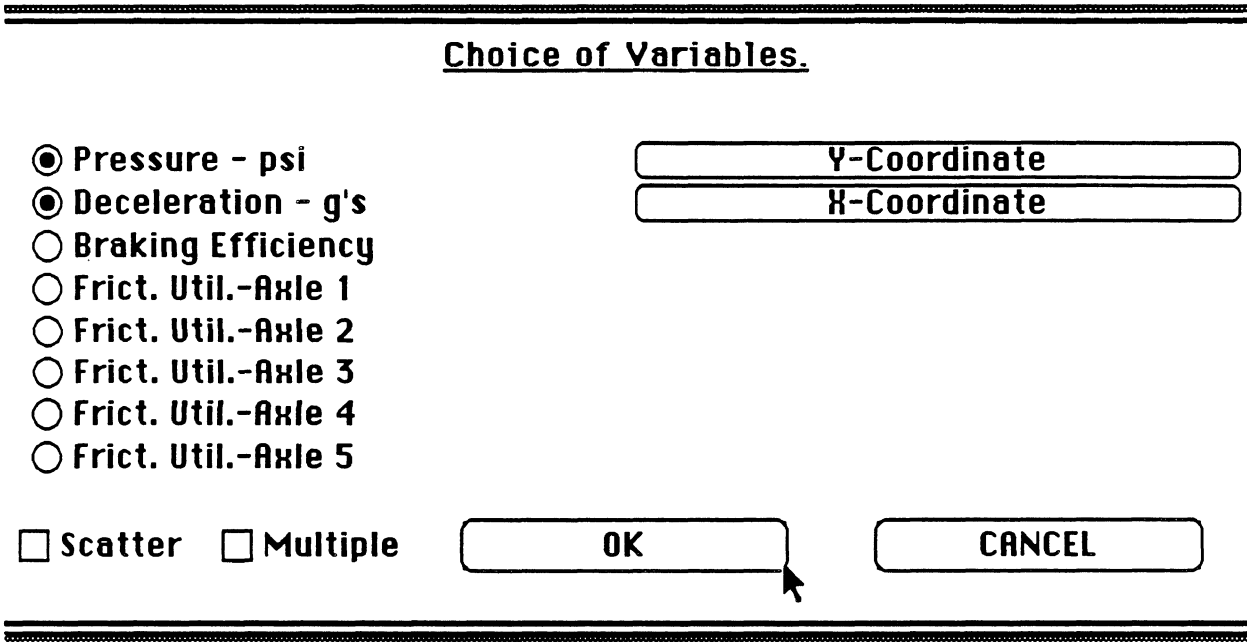 Choice of Variables.
Pressure - psi
Y-Coordinate
Deceleration - g's
X-Coordinate
Braking Efficiency
Frict. Util.-Axle 1
Frict. Util.-Axle 2
Frict. Util.-Axle 3
Frict. Util.-Axle 4
Frict. Util.-Axle 5
Scatter Multiple OK CANCEL